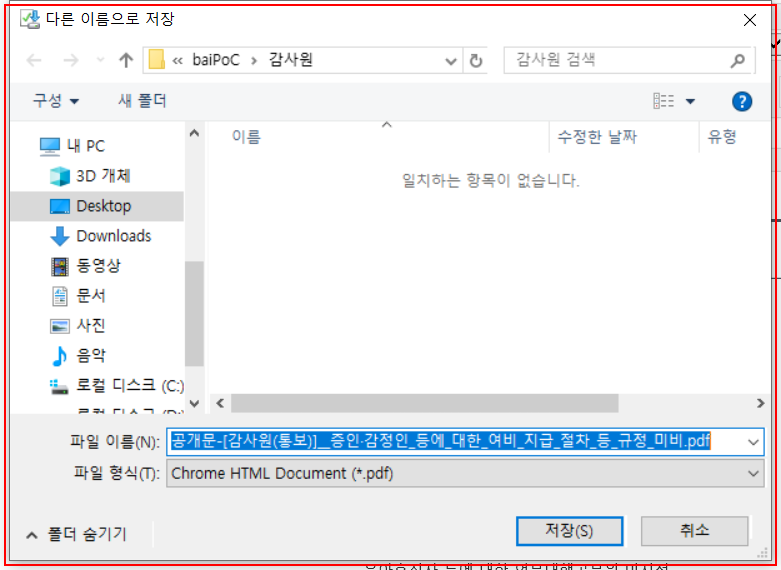 다른 이름으로 저장
« baiPoC › 감사원
감사원 검색
구성
새 폴더
이름
수정한 날짜
유형
내 PC
3D 개체
Desktop
Downloads
동영상
문서
사진
음악
로컬 디스크 (C:)
일치하는 항목이 없습니다.
파일 이름(N):
공개문-[감사원(통보)]__증인·감정인_등에_대한_여비_지급_절차_등_규정_미비.pdf
파일 형식(T):
Chrome HTML Document (*.pdf)
폴더 숨기기
저장(S)
취소